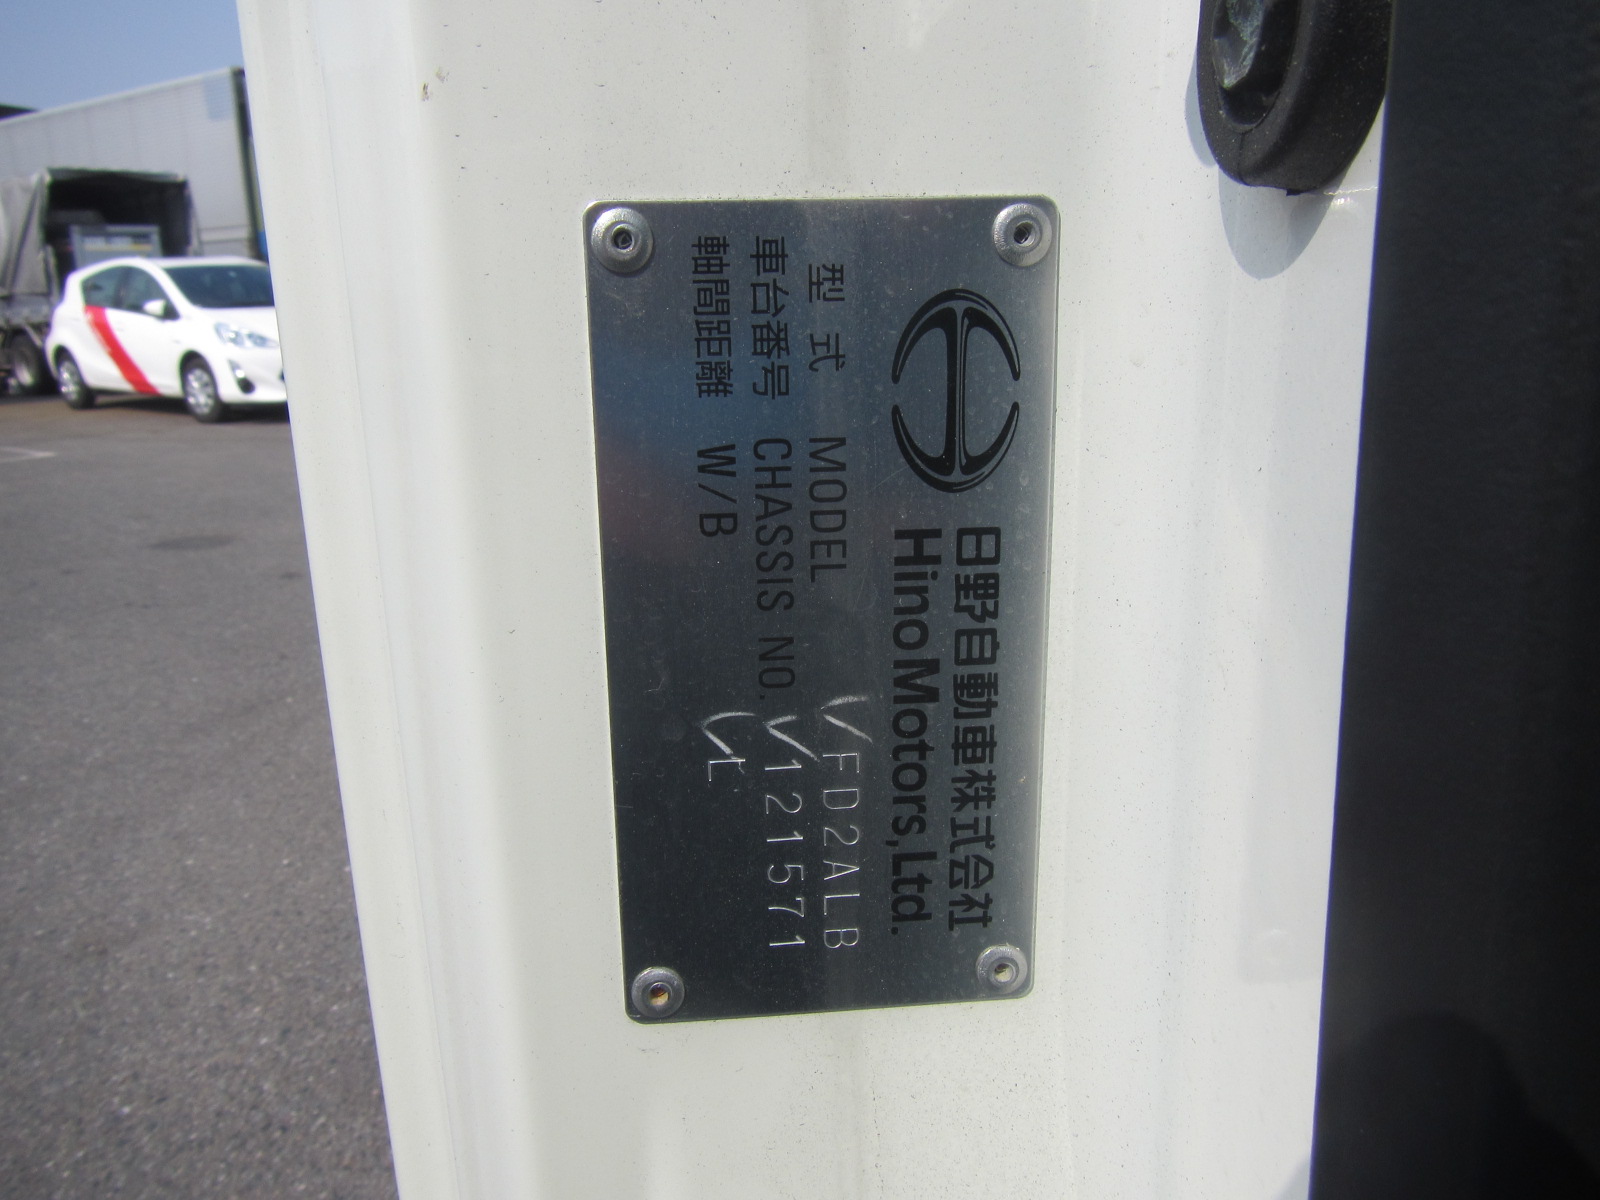 日野自動車株式会社
Hino Motors, Ltd.
型式 MODEL FD2ALB
車台番号 CHASSIS NO. 121571
軸間距離 W/B L